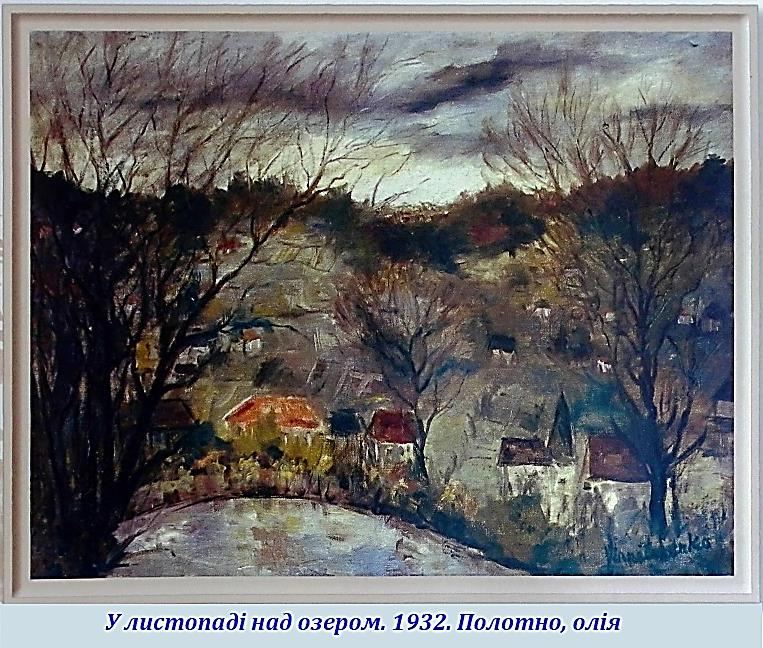 У листопаді над озером. 1932. Полотно, олія